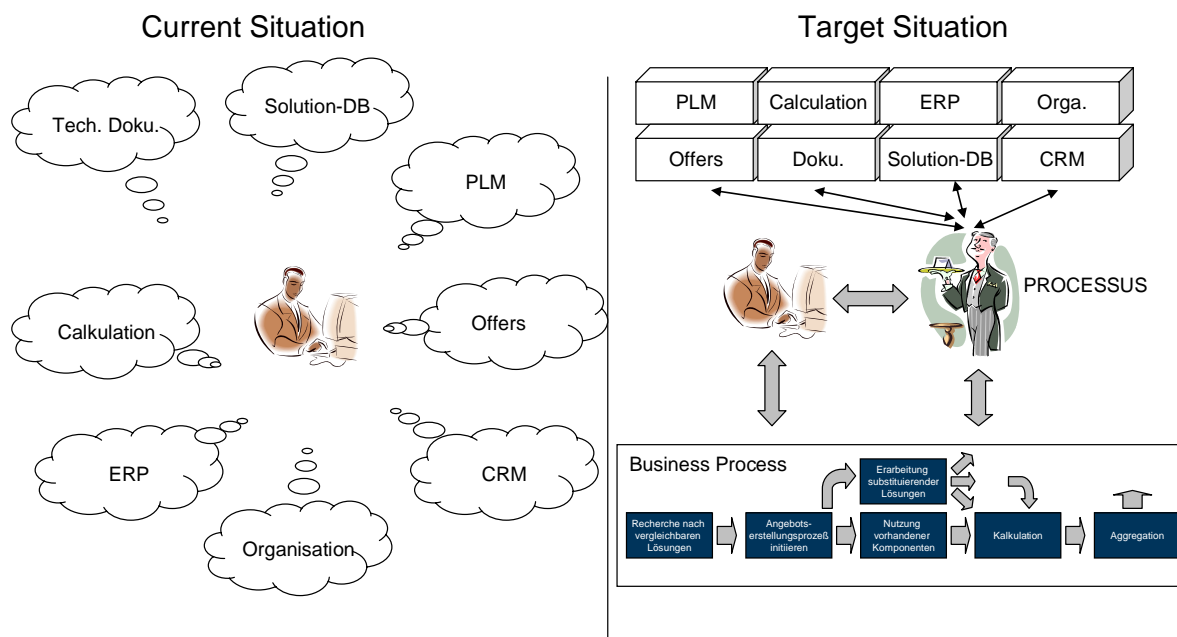 Current Situation
Tech. Doku.
Solution-DB
PLM
Calkulation
Offers
ERP
CRM
Organisation
Target Situation
PLM
Calculation
ERP
Orga.
Offers
Doku.
Solution-DB
CRM
PROCESSUS
Business Process
Erarbeitung
substituierender
Lösungen
Recherche nach
vergleichbaren
Lösungen
Angebots-
erstellungsprozeß
initiieren
Nutzung
vorhandener
Komponenten
Kalkulation
Aggregation